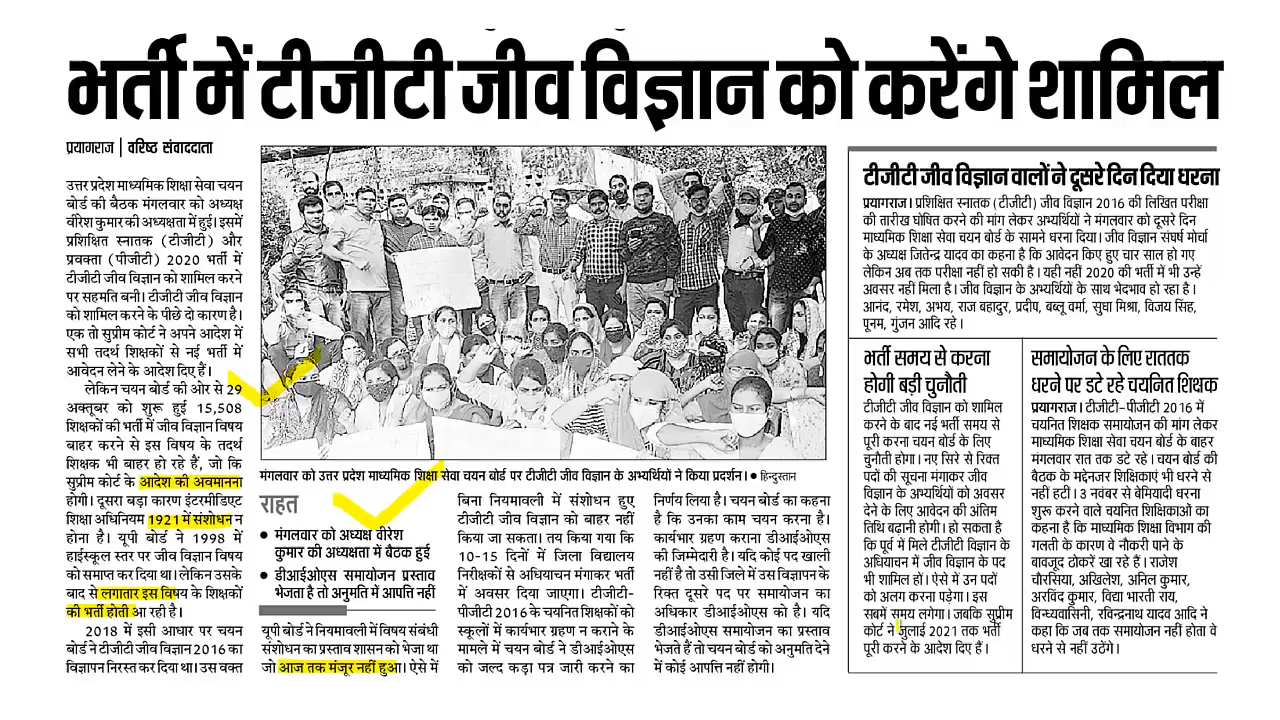 भर्ती में टीजीटी जीव विज्ञान को करेंगे शामिल
प्रयागराज | वरिष्ठ संवाददाता
उत्तर प्रदेश माध्यमिक शिक्षा सेवा चयन
बोर्ड की बैठक मंगलवार को अध्यक्ष
वीरेश कुमार की अध्यक्षता में हुई। इसमें
प्रशिक्षित स्नातक (टीजीटी) और
प्रवक्ता (पीजीटी) 2020 भर्ती में
टीजीटी जीव विज्ञान को शामिल करने
पर सहमति बनी। टीजीटी जीव विज्ञान
को शामिल करने के पीछे दो कारण है।
एक तो सुप्रीम कोर्ट ने अपने आदेश में
सभी तदर्थ शिक्षकों से नई भर्ती में
आवेदन लेने के आदेश दिए हैं।
लेकिन चयन बोर्ड की ओर से 29
अक्तूबर को शुरू हुई 15,508
शिक्षकों की भर्ती में जीव विज्ञान विषय
बाहर करने से इस विषय के तदर्थ
शिक्षक भी बाहर हो रहे हैं, जो कि
सुप्रीम कोर्ट के आदेश की अवमानना
होगी। दूसरा बड़ा कारण इंटरमीडिएट
शिक्षा अधिनियम 1921 में संशोधन न
होना है। यूपी बोर्ड ने 1998 में
हाईस्कूल स्तर पर जीव विज्ञान विषय
को समाप्त कर दिया था। लेकिन उसके
बाद से लगातार इस विषय के शिक्षकों
की भर्ती होती आ रही है।
2018 में इसी आधार पर चयन
बोर्ड ने टीजीटी जीव विज्ञान 2016 का
विज्ञापन निरस्त कर दिया था। उस वक्त
मंगलवार को उत्तर प्रदेश माध्यमिक शिक्षा सेवा चयन बोर्ड पर टीजीटी जीव विज्ञान के अभ्यर्थियों ने किया प्रदर्शन। ● हिन्दुस्तान
राहत
● मंगलवार को अध्यक्ष वीरेश
कुमार की अध्यक्षता में बैठक हुई
● डीआईओएस समायोजन प्रस्ताव
भेजता है तो अनुमति में आपत्ति नहीं
यूपी बोर्ड ने नियमावली में विषय संबंधी
संशोधन का प्रस्ताव शासन को भेजा था
जो आज तक मंजूर नहीं हुआ। ऐसे में
बिना नियमावली में संशोधन हुए
टीजीटी जीव विज्ञान को बाहर नहीं
किया जा सकता। तय किया गया कि
10-15 दिनों में जिला विद्यालय
निरीक्षकों से अधियाचन मंगाकर भर्ती
में अवसर दिया जाएगा। टीजीटी-
पीजीटी 2016 के चयनित शिक्षकों को
स्कूलों में कार्यभार ग्रहण न कराने के
मामले में चयन बोर्ड ने डीआईओएस
को जल्द कड़ा पत्र जारी करने का
निर्णय लिया है। चयन बोर्ड का कहना
है कि उनका काम चयन करना है।
कार्यभार ग्रहण कराना डीआईओएस
की जिम्मेदारी है। यदि कोई पद खाली
नहीं है तो उसी जिले में उस विज्ञापन के
रिक्त दूसरे पद पर समायोजन का
अधिकार डीआईओएस को है। यदि
डीआईओएस समायोजन का प्रस्ताव
भेजते हैं तो चयन बोर्ड को अनुमति देने
में कोई आपत्ति नहीं होगी।
टीजीटी जीव विज्ञान वालों ने दूसरे दिन दिया धरना
प्रयागराज। प्रशिक्षित स्नातक (टीजीटी) जीव विज्ञान 2016 की लिखित परीक्षा
की तारीख घोषित करने की मांग लेकर अभ्यर्थियों ने मंगलवार को दूसरे दिन
माध्यमिक शिक्षा सेवा चयन बोर्ड के सामने धरना दिया। जीव विज्ञान संघर्ष मोर्चा
के अध्यक्ष जितेन्द्र यादव का कहना है कि आवेदन किए हुए चार साल हो गए
लेकिन अब तक परीक्षा नहीं हो सकी है। यही नहीं 2020 की भर्ती में भी उन्हें
अवसर नहीं मिला है। जीव विज्ञान के अभ्यर्थियों के साथ भेदभाव हो रहा है।
आनंद, रमेश, अभय, राज बहादुर, प्रदीप, बब्लू वर्मा, सुधा मिश्रा, विजय सिंह,
पूनम, गुंजन आदि रहे।
भर्ती समय से करना
होगी बड़ी चुनौती
टीजीटी जीव विज्ञान को शामिल
करने के बाद नई भर्ती समय से
पूरी करना चयन बोर्ड के लिए
चुनौती होगा। नए सिरे से रिक्त
पदों की सूचना मंगाकर जीव
विज्ञान के अभ्यर्थियों को अवसर
देने के लिए आवेदन की अंतिम
तिथि बढ़ानी होगी। हो सकता है
कि पूर्व में मिले टीजीटी विज्ञान के
अधियाचन में जीव विज्ञान के पद
भी शामिल हों। ऐसे में उन पदों
को अलग करना पड़ेगा। इस
सबमें समय लगेगा। जबकि सुप्रीम
कोर्ट ने जुलाई 2021 तक भर्ती
पूरी करने के आदेश दिए हैं।
समायोजन के लिए राततक
धरने पर डटे रहे चयनित शिक्षक
प्रयागराज। टीजीटी-पीजीटी 2016 में
चयनित शिक्षक समायोजन की मांग लेकर
माध्यमिक शिक्षा सेवा चयन बोर्ड के बाहर
मंगलवार रात तक डटे रहे। चयन बोर्ड की
बैठक के मद्देनजर शिक्षिकाएं भी धरने से
नहीं हटीं। 3 नवंबर से बेमियादी धरना
शुरू करने वाले चयनित शिक्षिकाओं का
कहना है कि माध्यमिक शिक्षा विभाग की
गलती के कारण वे नौकरी पाने के
बावजूद ठोकरें खा रहे हैं। राजेश
चौरसिया, अखिलेश, अनिल कुमार,
अरविंद कुमार, विद्या भारती राय,
विन्ध्यवासिनी, रविन्द्रनाथ यादव आदि ने
कहा कि जब तक समायोजन नहीं होता वे
धरने से नहीं उठेंगे।